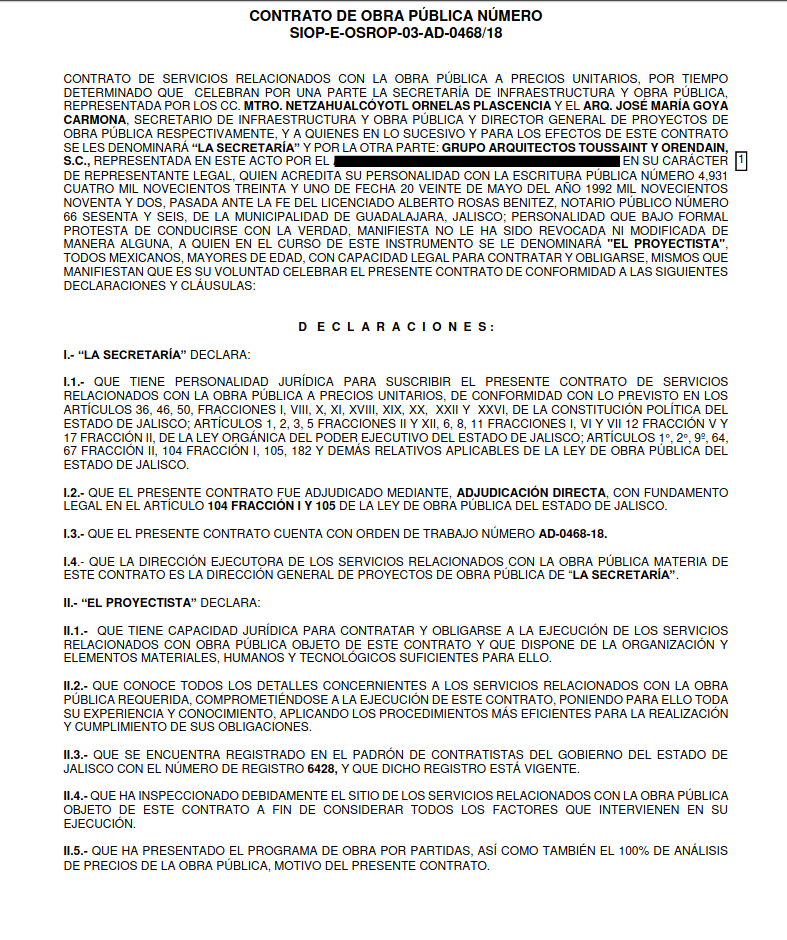 CONTRATO DE OBRA PÚBLICA NÚMERO
SIOP-E-OSROP-03-AD-0468/18
CONTRATO DE SERVICIOS RELACIONADOS CON LA OBRA PÚBLICA A PRECIOS UNITARIOS, POR TIEMPO
DETERMINADO QUE CELEBRAN POR UNA PARTE LA SECRETARÍA DE INFRAESTRUCTURA Y OBRA PÚBLICA,
REPRESENTADA POR LOS CC. MTRO. NETZAHUALCÓYOTL ORNELAS PLASCENCIA Y EL ARQ. JOSÉ MARÍA GOYA
CARMONA, SECRETARIO DE INFRAESTRUCTURA Y OBRA PÚBLICA Y DIRECTOR GENERAL DE PROYECTOS DE
OBRA PÚBLICA RESPECTIVAMENTE, Y A QUIENES EN LO SUCESIVO Y PARA LOS EFECTOS DE ESTE CONTRATO
SE LES DENOMINARÁ “LA SECRETARÍA” Y POR LA OTRA PARTE: GRUPO ARQUITECTOS TOUSSAINT Y ORENDAIN,
S.C., REPRESENTADA EN ESTE ACTO POR EL EN SU CARÁCTER 1
DE REPRESENTANTE LEGAL, QUIEN ACREDITA SU PERSONALIDAD CON LA ESCRITURA PÚBLICA NÚMERO 4,931
CUATRO MIL NOVECIENTOS TREINTA Y UNO DE FECHA 20 VEINTE DE MAYO DEL AÑO 1992 MIL NOVECIENTOS
NOVENTA Y DOS, PASADA ANTE LA FE DEL LICENCIADO ALBERTO ROSAS BENITEZ, NOTARIO PÚBLICO NÚMERO
66 SESENTA Y SEIS, DE LA MUNICIPALIDAD DE GUADALAJARA, JALISCO; PERSONALIDAD QUE BAJO FORMAL
PROTESTA DE CONDUCIRSE CON LA VERDAD, MANIFIESTA NO LE HA SIDO REVOCADA NI MODIFICADA DE
MANERA ALGUNA, A QUIEN EN EL CURSO DE ESTE INSTRUMENTO SE LE DENOMINARÁ "EL PROYECTISTA",
TODOS MEXICANOS, MAYORES DE EDAD, CON CAPACIDAD LEGAL PARA CONTRATAR Y OBLIGARSE, MISMOS QUE
MANIFIESTAN QUE ES SU VOLUNTAD CELEBRAR EL PRESENTE CONTRATO DE CONFORMIDAD A LAS SIGUIENTES
DECLARACIONES Y CLÁUSULAS:
D E C L A R A C I O N E S :
I.- “LA SECRETARÍA” DECLARA:
I.1.- QUE TIENE PERSONALIDAD JURÍDICA PARA SUSCRIBIR EL PRESENTE CONTRATO DE SERVICIOS
RELACIONADOS CON LA OBRA PÚBLICA A PRECIOS UNITARIOS, DE CONFORMIDAD CON LO PREVISTO EN LOS
ARTÍCULOS 36, 46, 50, FRACCIONES I, VIII, X, XI, XVIII, XIX, XX, XXII Y XXVI, DE LA CONSTITUCIÓN POLÍTICA DEL
ESTADO DE JALISCO; ARTÍCULOS 1, 2, 3, 5 FRACCIONES II Y XII, 6, 8, 11 FRACCIONES I, VI Y VII 12 FRACCIÓN V Y
17 FRACCIÓN II, DE LA LEY ORGÁNICA DEL PODER EJECUTIVO DEL ESTADO DE JALISCO; ARTÍCULOS 1°, 2°, 9º, 64,
67 FRACCIÓN II, 104 FRACCIÓN I, 105, 182 Y DEMÁS RELATIVOS APLICABLES DE LA LEY DE OBRA PÚBLICA DEL
ESTADO DE JALISCO.
I.2.- QUE EL PRESENTE CONTRATO FUE ADJUDICADO MEDIANTE, ADJUDICACIÓN DIRECTA, CON FUNDAMENTO
LEGAL EN EL ARTÍCULO 104 FRACCIÓN I Y 105 DE LA LEY DE OBRA PÚBLICA DEL ESTADO DE JALISCO.
I.3.- QUE EL PRESENTE CONTRATO CUENTA CON ORDEN DE TRABAJO NÚMERO AD-0468-18.
I.4.- QUE LA DIRECCIÓN EJECUTORA DE LOS SERVICIOS RELACIONADOS CON LA OBRA PÚBLICA MATERIA DE
ESTE CONTRATO ES LA DIRECCIÓN GENERAL DE PROYECTOS DE OBRA PÚBLICA DE “LA SECRETARÍA”.
II.- “EL PROYECTISTA” DECLARA:
II.1.- QUE TIENE CAPACIDAD JURÍDICA PARA CONTRATAR Y OBLIGARSE A LA EJECUCIÓN DE LOS SERVICIOS
RELACIONADOS CON OBRA PÚBLICA OBJETO DE ESTE CONTRATO Y QUE DISPONE DE LA ORGANIZACIÓN Y
ELEMENTOS MATERIALES, HUMANOS Y TECNOLÓGICOS SUFICIENTES PARA ELLO.
II.2.- QUE CONOCE TODOS LOS DETALLES CONCERNIENTES A LOS SERVICIOS RELACIONADOS CON LA OBRA
PÚBLICA REQUERIDA, COMPROMETIÉNDOSE A LA EJECUCIÓN DE ESTE CONTRATO, PONIENDO PARA ELLO TODA
SU EXPERIENCIA Y CONOCIMIENTO, APLICANDO LOS PROCEDIMIENTOS MÁS EFICIENTES PARA LA REALIZACIÓN
Y CUMPLIMIENTO DE SUS OBLIGACIONES.
II.3.- QUE SE ENCUENTRA REGISTRADO EN EL PADRÓN DE CONTRATISTAS DEL GOBIERNO DEL ESTADO DE
JALISCO CON EL NÚMERO DE REGISTRO 6428, Y QUE DICHO REGISTRO ESTÁ VIGENTE.
II.4.- QUE HA INSPECCIONADO DEBIDAMENTE EL SITIO DE LOS SERVICIOS RELACIONADOS CON LA OBRA PÚBLICA
OBJETO DE ESTE CONTRATO A FIN DE CONSIDERAR TODOS LOS FACTORES QUE INTERVIENEN EN SU
EJECUCIÓN.
II.5.- QUE HA PRESENTADO EL PROGRAMA DE OBRA POR PARTIDAS, ASÍ COMO TAMBIÉN EL 100% DE ANÁLISIS
DE PRECIOS DE LA OBRA PÚBLICA, MOTIVO DEL PRESENTE CONTRATO.